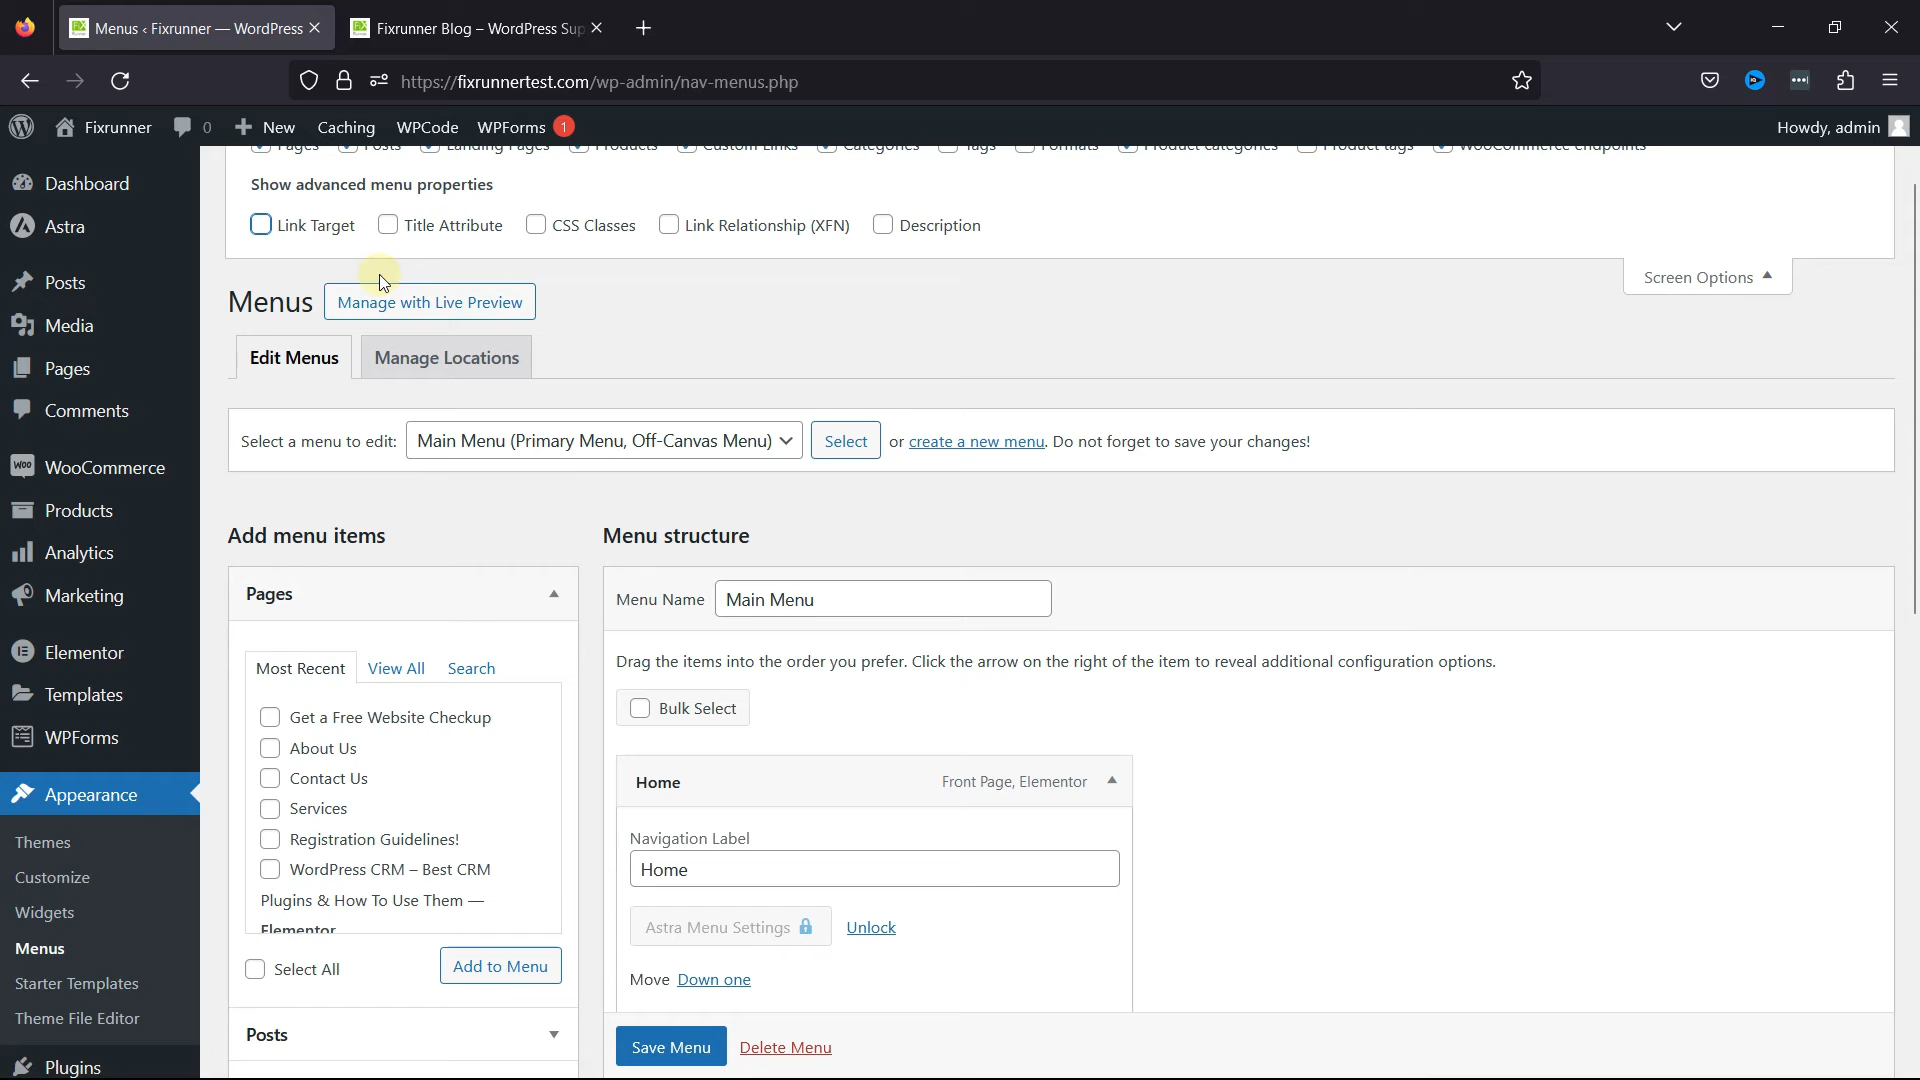 Menus ‹ Fixrunner — WordPress
Fixrunner Blog – WordPress Sup
https://fixrunnertest.com/wp-admin/nav-menus.php
Fixrunner 0 New Caching WPCode WPForms 1 Howdy, admin
Pages Posts Landing Pages Products Custom Links Categories Tags Formats Product categories Product tags WooCommerce endpoints
Show advanced menu properties
Link Target Title Attribute CSS Classes Link Relationship (XFN) Description
Screen Options
Dashboard
Astra
Posts
Media
Pages
Comments
WooCommerce
Products
Analytics
Marketing
Elementor
Templates
WPForms
Appearance
Themes
Customize
Widgets
Menus
Starter Templates
Theme File Editor
Plugins
Menus Manage with Live Preview
Edit Menus Manage Locations
Select a menu to edit: Main Menu (Primary Menu, Off-Canvas Menu) Select or create a new menu. Do not forget to save your changes!
Add menu items
Pages
Most Recent View All Search
Get a Free Website Checkup
About Us
Contact Us
Services
Registration Guidelines!
WordPress CRM – Best CRM
Plugins & How To Use Them —
Elementor
Select All Add to Menu
Posts
Menu structure
Menu Name Main Menu
Drag the items into the order you prefer. Click the arrow on the right of the item to reveal additional configuration options.
Bulk Select
Home Front Page, Elementor
Navigation Label
Home
Astra Menu Settings Unlock
Move Down one
Save Menu Delete Menu